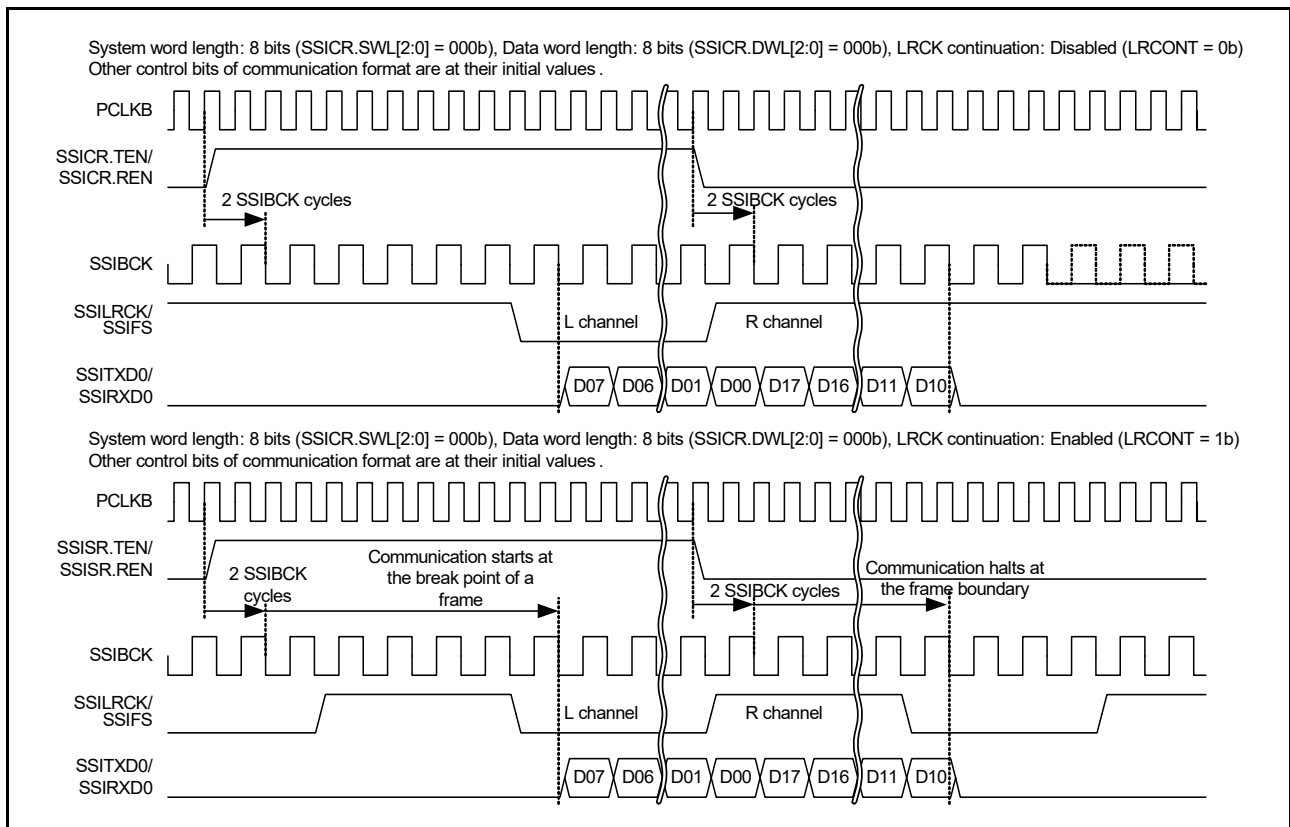 System word length: 8 bits (SSICR.SWL[2:0] = 000b), Data word length: 8 bits (SSICR.DWL[2:0] = 000b), LRCK continuation: Disabled (LRCONT = 0b)
Other control bits of communication format are at their initial values .
PCLKB
SSICR.TEN/
SSICR.REN
2 SSIBCK cycles
2 SSIBCK cycles
SSIBCK
SSILRCK/
SSIFS
L channel
R channel
SSITXD0/
SSIRXD0
D07 D06 D01 D00 D17 D16 D11 D10
System word length: 8 bits (SSICR.SWL[2:0] = 000b), Data word length: 8 bits (SSICR.DWL[2:0] = 000b), LRCK continuation: Enabled (LRCONT = 1b)
Other control bits of communication format are at their initial values .
PCLKB
SSISR.TEN/
SSISR.REN
2 SSIBCK
cycles
Communication starts at
the break point of a
frame
2 SSIBCK cycles
Communication halts at
the frame boundary
SSIBCK
SSILRCK/
SSIFS
L channel
R channel
SSITXD0/
SSIRXD0
D07 D06 D01 D00 D17 D16 D11 D10